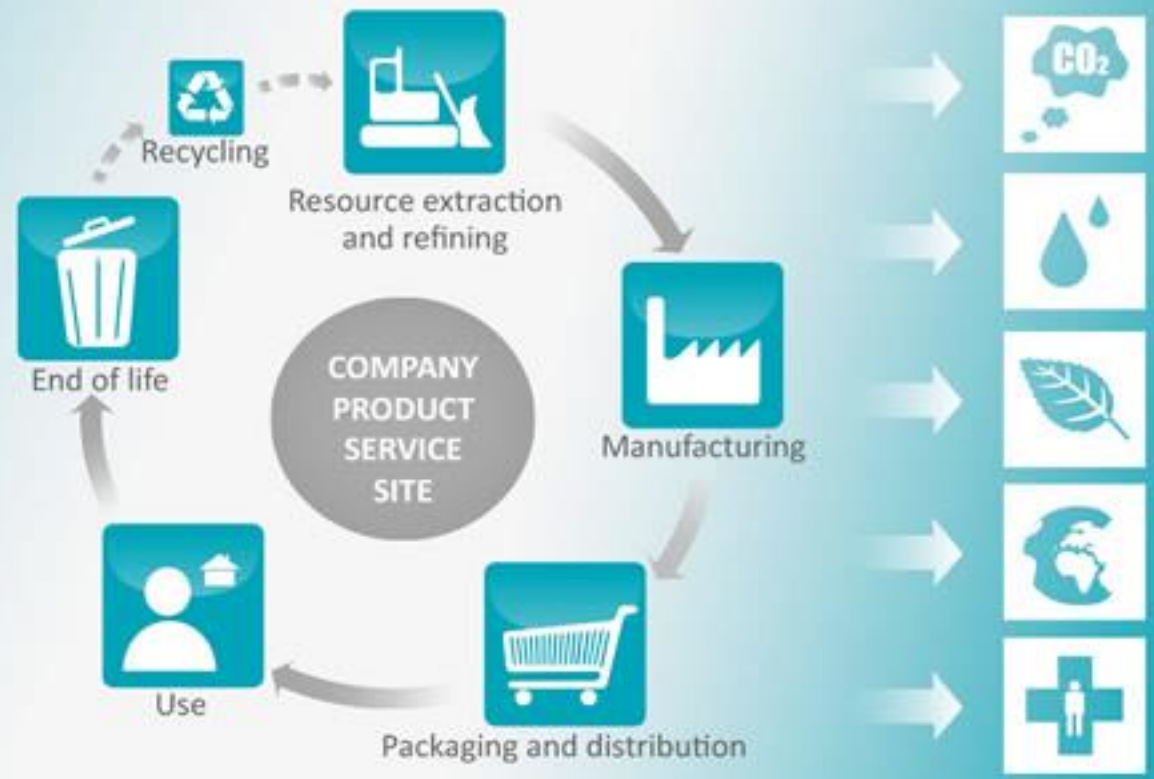 Recycling
Resource extraction
and refining
Manufacturing
Packaging and distribution
Use
End of life
COMPANY
PRODUCT
SERVICE
SITE
CO₂